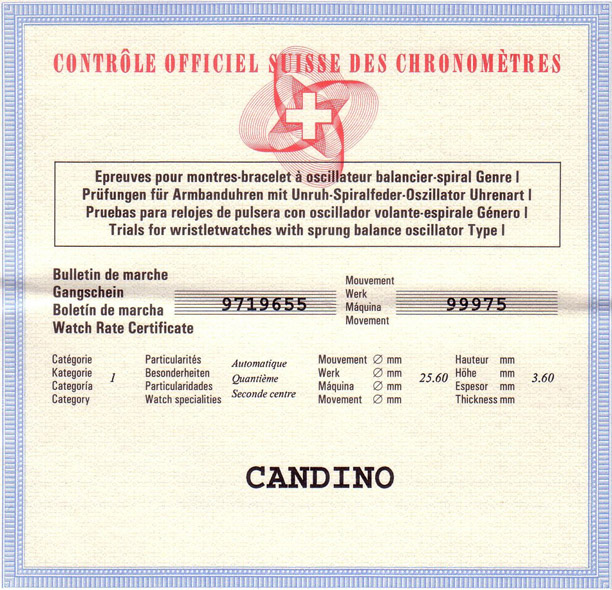 CONTRÔLE OFFICIEL SUISSE DES CHRONOMÈTRES
Epreuves pour montres-bracelet à oscillateur balancier-spiral Genre I
Prüfungen für Armbanduhren mit Unruh-Spiralfeder-Oszillator Uhrenart I
Pruebas para relojes de pulsera con oscillador volante-espirale Género I
Trials for wristletwatches with sprung balance oscillator Type I
Bulletin de marche
Gangschein
Boletín de marcha
Watch Rate Certificate
9719655
Mouvement
Werk
Máquina
Movement
99975
Catégorie
Kategorie
Categoría
Category
1
Particularités
Besonderheiten
Particularidades
Watch specialities
Automatique
Quantième
Seconde centre
Mouvement ∅ mm
Werk ∅ mm
Máquina ∅ mm
Movement ∅ mm
25.60
Hauteur mm
Höhe mm
Espesor mm
Thickness mm
3.60
CANDINO